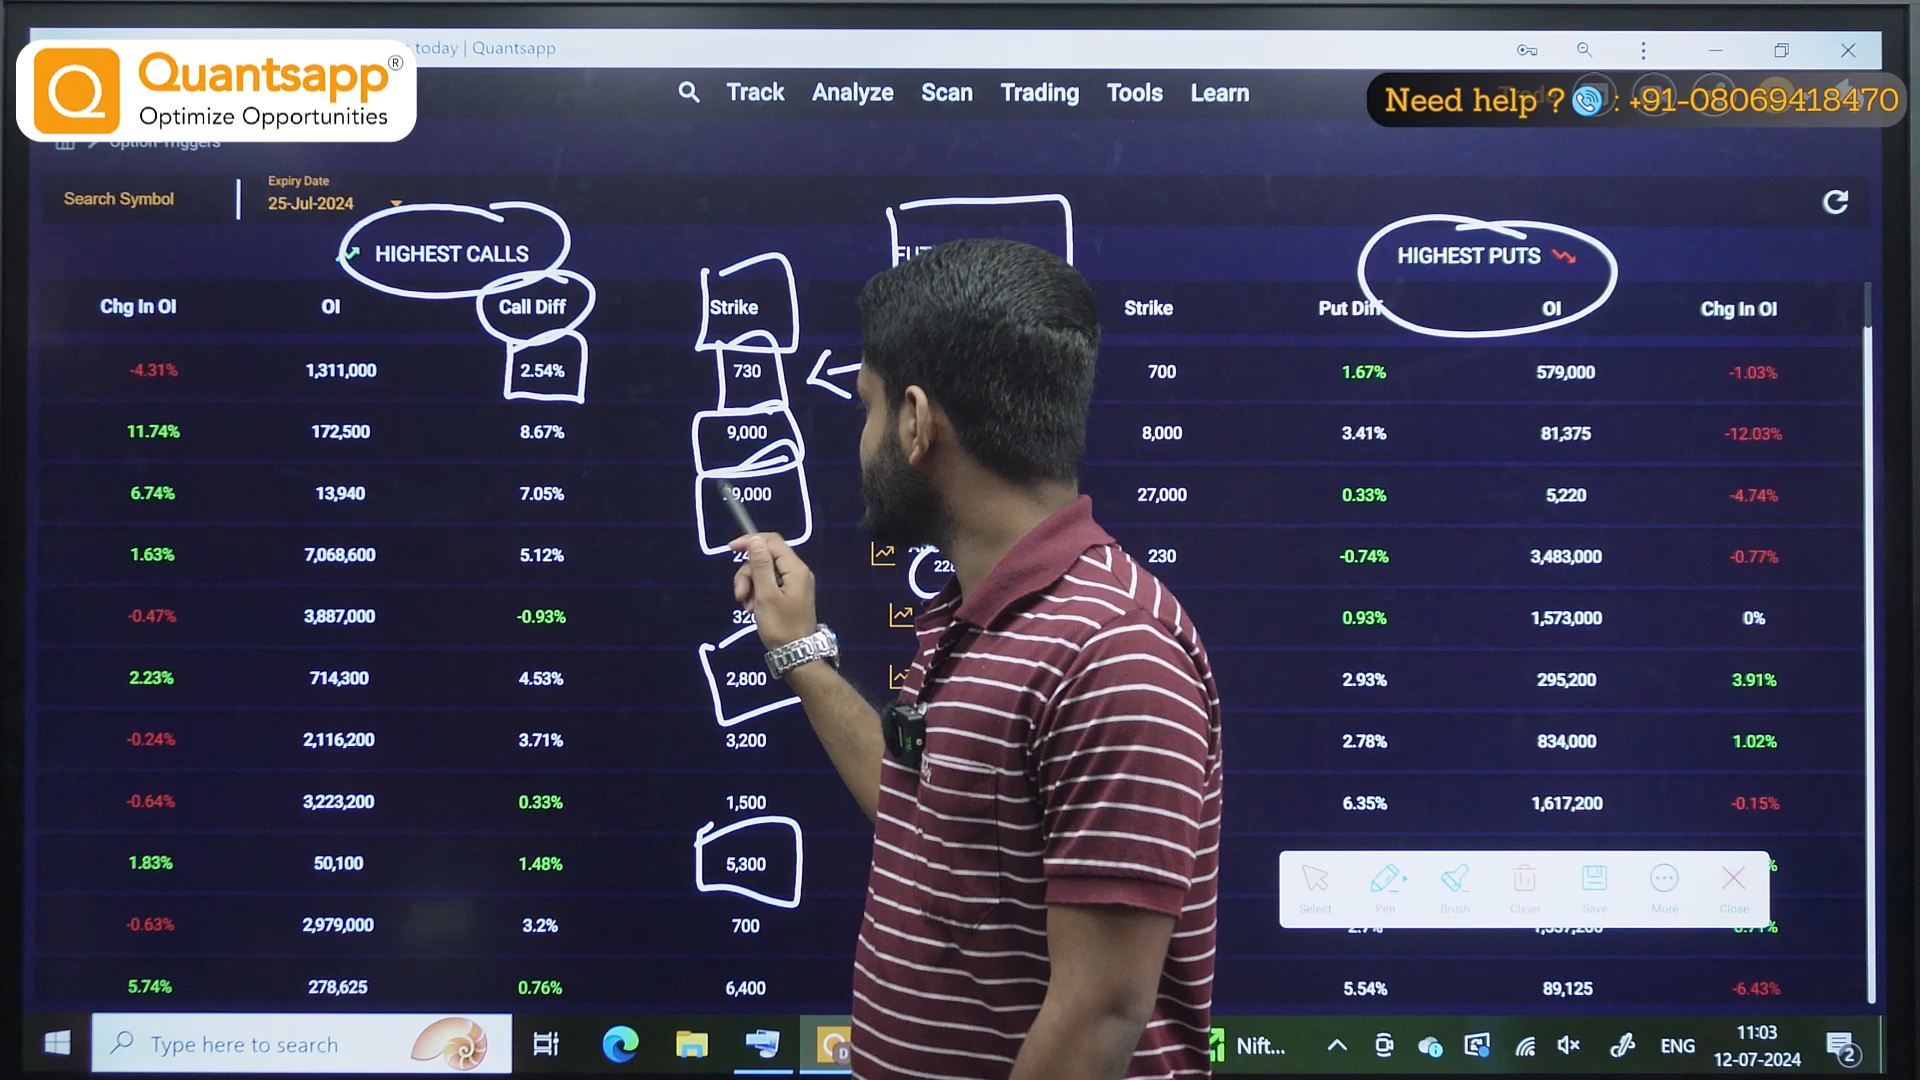 today | Quantsapp
Quantsapp®
Optimize Opportunities
Track Analyze Scan Trading Tools Learn
Need help ? : +91-08069418470
Option Triggers
Search Symbol
Expiry Date
25-Jul-2024
HIGHEST CALLS HIGHEST PUTS
Chg In OI OI Call Diff Strike Strike Put Diff OI Chg In OI
-4.31% 1,311,000 2.54% 730 700 1.67% 579,000 -1.03%
11.74% 172,500 8.67% 9,000 8,000 3.41% 81,375 -12.03%
6.74% 13,940 7.05% 27,000 0.33% 5,220 -4.74%
1.63% 7,068,600 5.12% 230 -0.74% 3,483,000 -0.77%
-0.47% 3,887,000 -0.93% 0.93% 1,573,000 0%
2.23% 714,300 4.53% 2,800 2.93% 295,200 3.91%
-0.24% 2,116,200 3.71% 3,200 2.78% 834,000 1.02%
-0.64% 3,223,200 0.33% 1,500 6.35% 1,617,200 -0.15%
1.83% 50,100 1.48% 5,300
Select Pen Brush Clean Save More Close
-0.63% 2,979,000 3.2% 700
5.74% 278,625 0.76% 6,400 5.54% 89,125 -6.43%
Type here to search
Nift...
ENG
11:03
12-07-2024
2